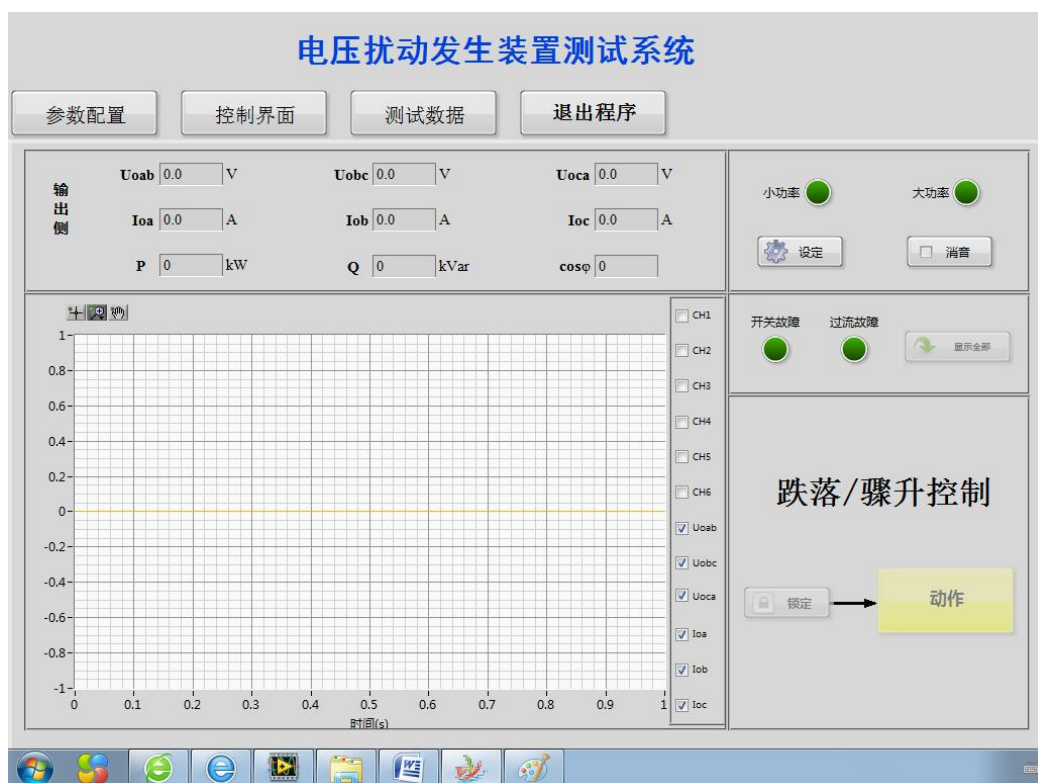 电压扰动发生装置测试系统
参数配置 控制界面 测试数据 退出程序
输出侧
Uoab 0.0 V Uobc 0.0 V Uoca 0.0 V
Ioa 0.0 A Iob 0.0 A Ioc 0.0 A
P 0 kW Q 0 kVar cosφ 0
小功率 大功率
设定 消音
开关故障 过流故障 显示全部
1
0.8
0.6
0.4
0.2
0
-0.2
-0.4
-0.6
-0.8
-1
0 0.1 0.2 0.3 0.4 0.5 0.6 0.7 0.8 0.9 1
时间(s)
CH1
CH2
CH3
CH4
CH5
CH6
Uoab
Uobc
Uoca
Ioa
Iob
Ioc
跌落/骤升控制
锁定 动作